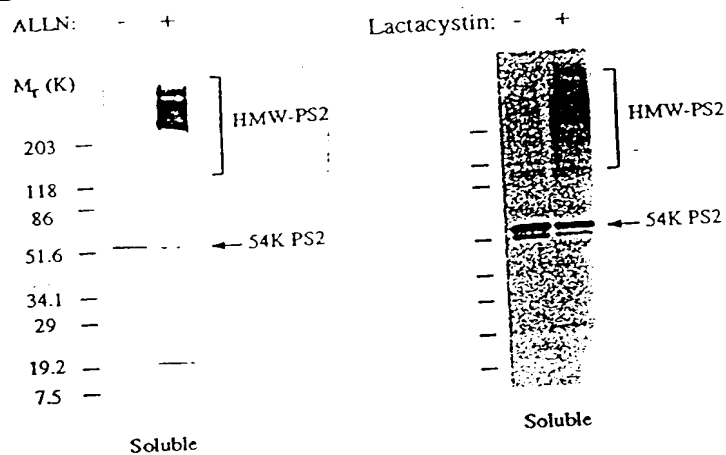 ALLN: - +
M_r (K)
HMW-PS2
203
118
86
54K PS2
51.6
34.1
29
19.2
7.5
Soluble
Lactacystin: - +
HMW-PS2
54K PS2
Soluble